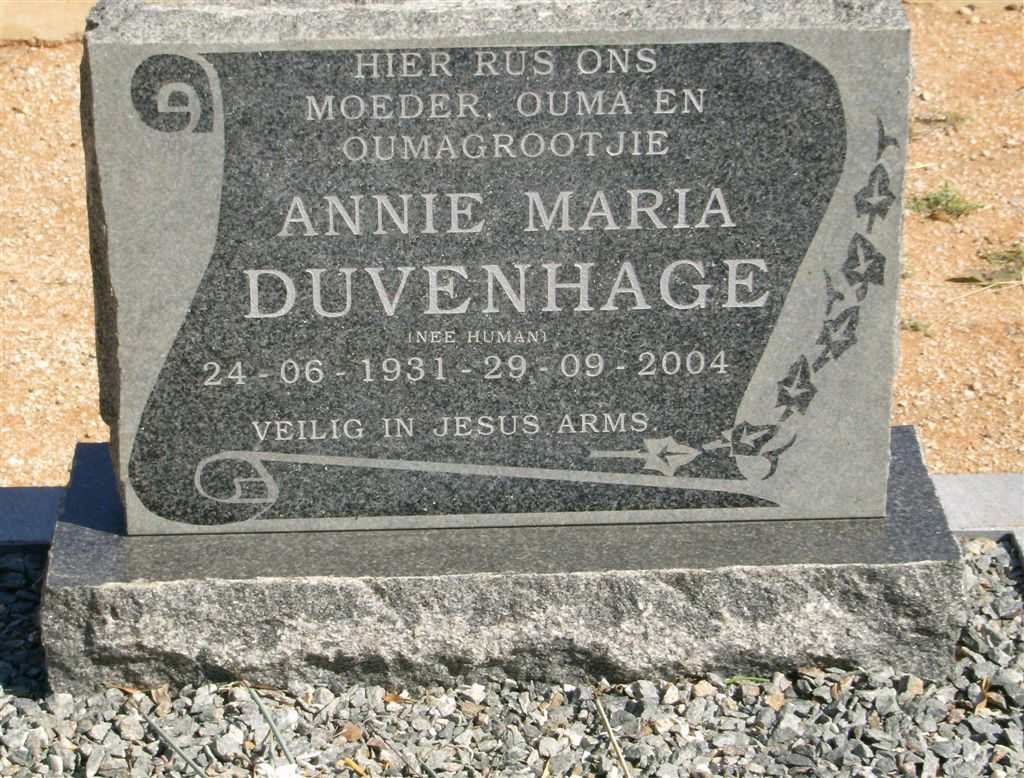 HIER RUS ONS
MOEDER, OUMA EN
OUMAGROOTJIE
ANNIE MARIA
DUVENHAGE
(NEE HUMAN)
24 - 06 - 1931 - 29 - 09 - 2004
VEILIG IN JESUS ARMS